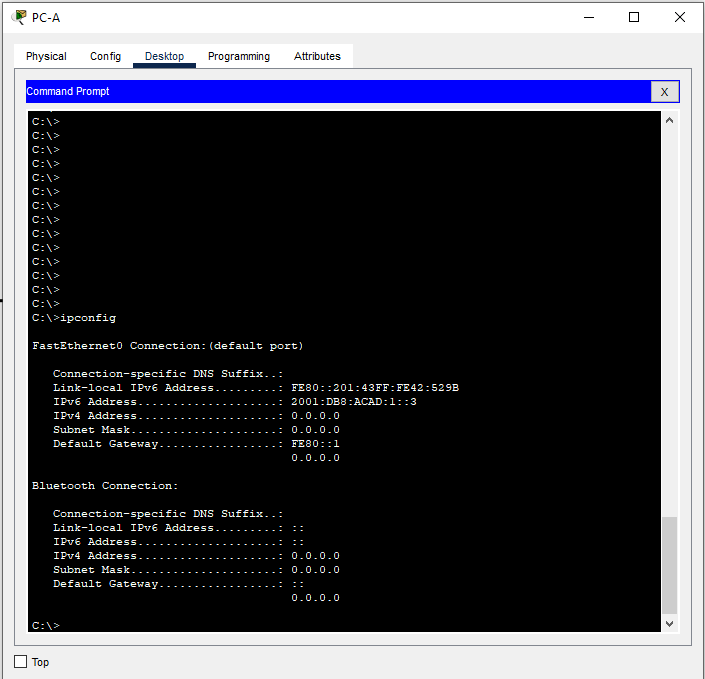 PC-A
Physical Config Desktop Programming Attributes
Command Prompt X
C:\>
C:\>
C:\>
C:\>
C:\>
C:\>
C:\>
C:\>
C:\>
C:\>
C:\>
C:\>
C:\>
C:\>
C:\>ipconfig
FastEthernet0 Connection:(default port)
Connection-specific DNS Suffix..:
Link-local IPv6 Address.........: FE80::201:43FF:FE42:529B
IPv6 Address....................: 2001:DB8:ACAD:1::3
IPv4 Address....................: 0.0.0.0
Subnet Mask.....................: 0.0.0.0
Default Gateway.................: FE80::1
0.0.0.0
Bluetooth Connection:
Connection-specific DNS Suffix..:
Link-local IPv6 Address.........: ::
IPv6 Address....................: ::
IPv4 Address....................: 0.0.0.0
Subnet Mask.....................: 0.0.0.0
Default Gateway.................: ::
0.0.0.0
C:\>
Top